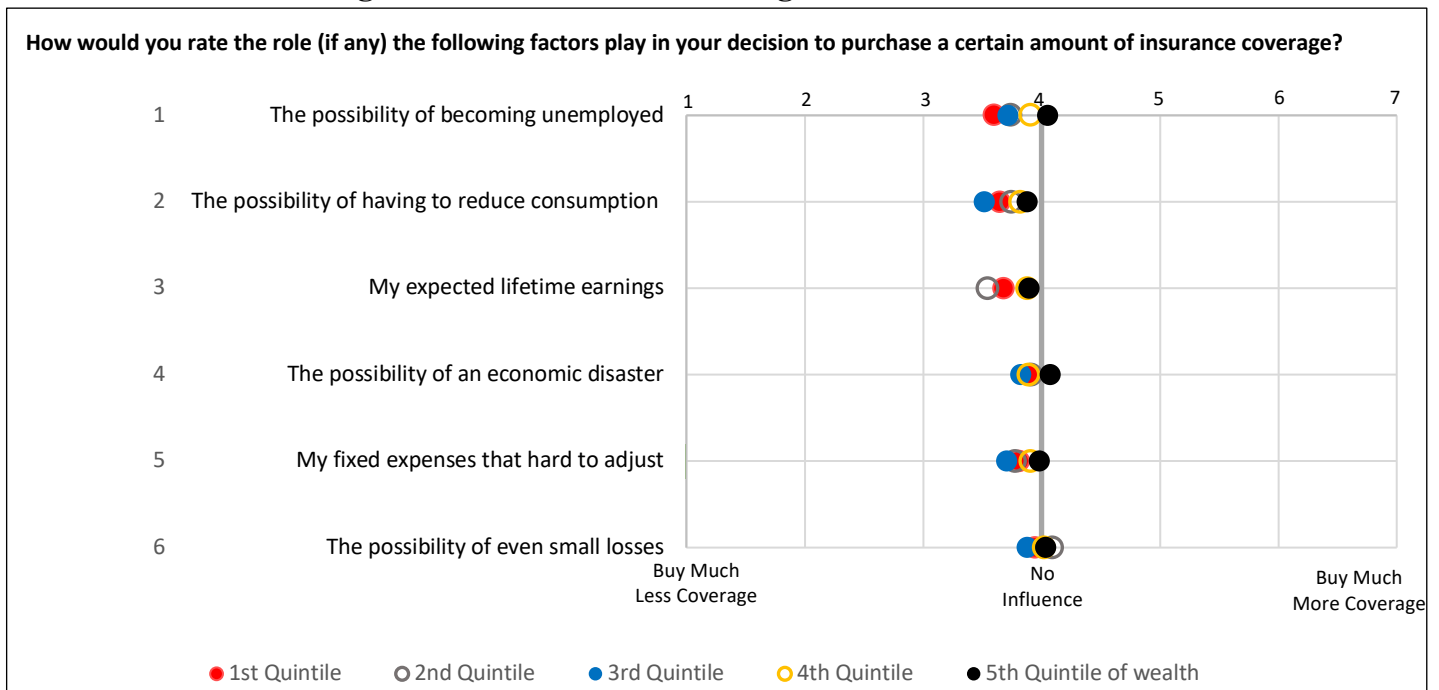 How would you rate the role (if any) the following factors play in your decision to purchase a certain amount of insurance coverage?
1 2 3 4 5 6 7
1 The possibility of becoming unemployed
2 The possibility of having to reduce consumption
3 My expected lifetime earnings
4 The possibility of an economic disaster
5 My fixed expenses that hard to adjust
6 The possibility of even small losses
Buy Much
Less Coverage
No
Influence
Buy Much
More Coverage
1st Quintile 2nd Quintile 3rd Quintile 4th Quintile 5th Quintile of wealth